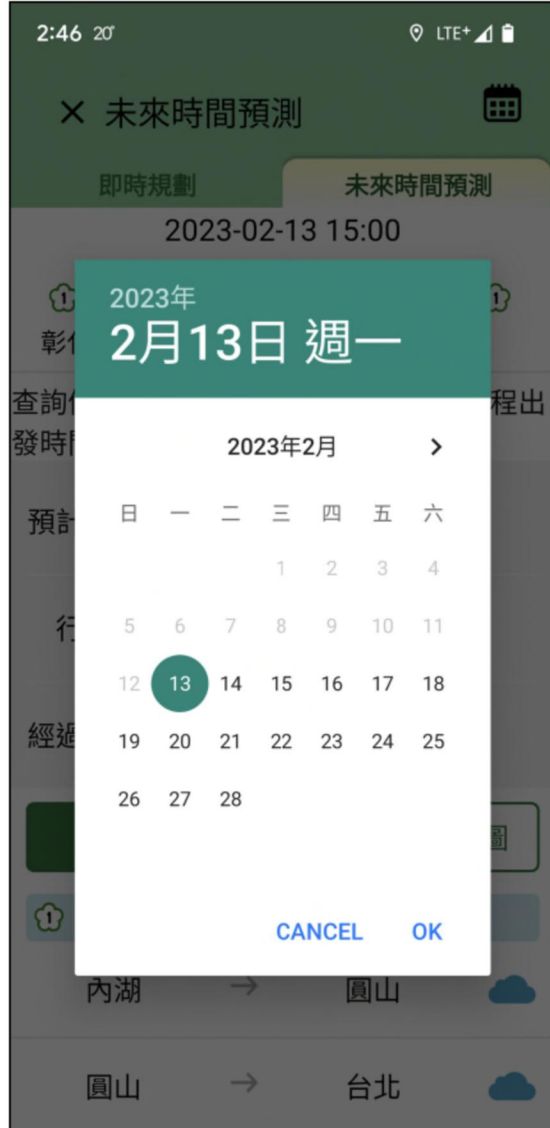 2:46 20°
LTE+
× 未來時間預測
即時規劃 未來時間預測
2023-02-13 15:00
1 1
彰
2023年
2月13日 週一
查詢 程出
發時
2023年2月 >
預計
日 一 二 三 四 五 六
1 2 3 4
行
5 6 7 8 9 10 11
12 13 14 15 16 17 18
經過
19 20 21 22 23 24 25
26 27 28
圖
1
CANCEL OK
內湖 → 圓山
圓山 → 台北